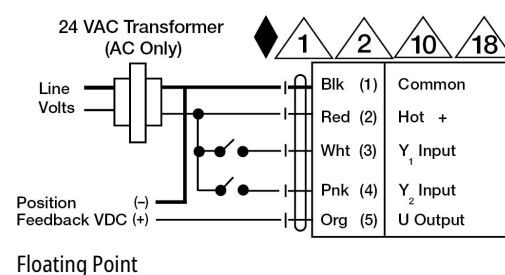 24 VAC Transformer
(AC Only)
1 2 10 18
Line
Volts
Blk (1) Common
Red (2) Hot +
Wht (3) Y1 Input
Pnk (4) Y2 Input
Org (5) U Output
Position (–)
Feedback VDC (+)
Floating Point